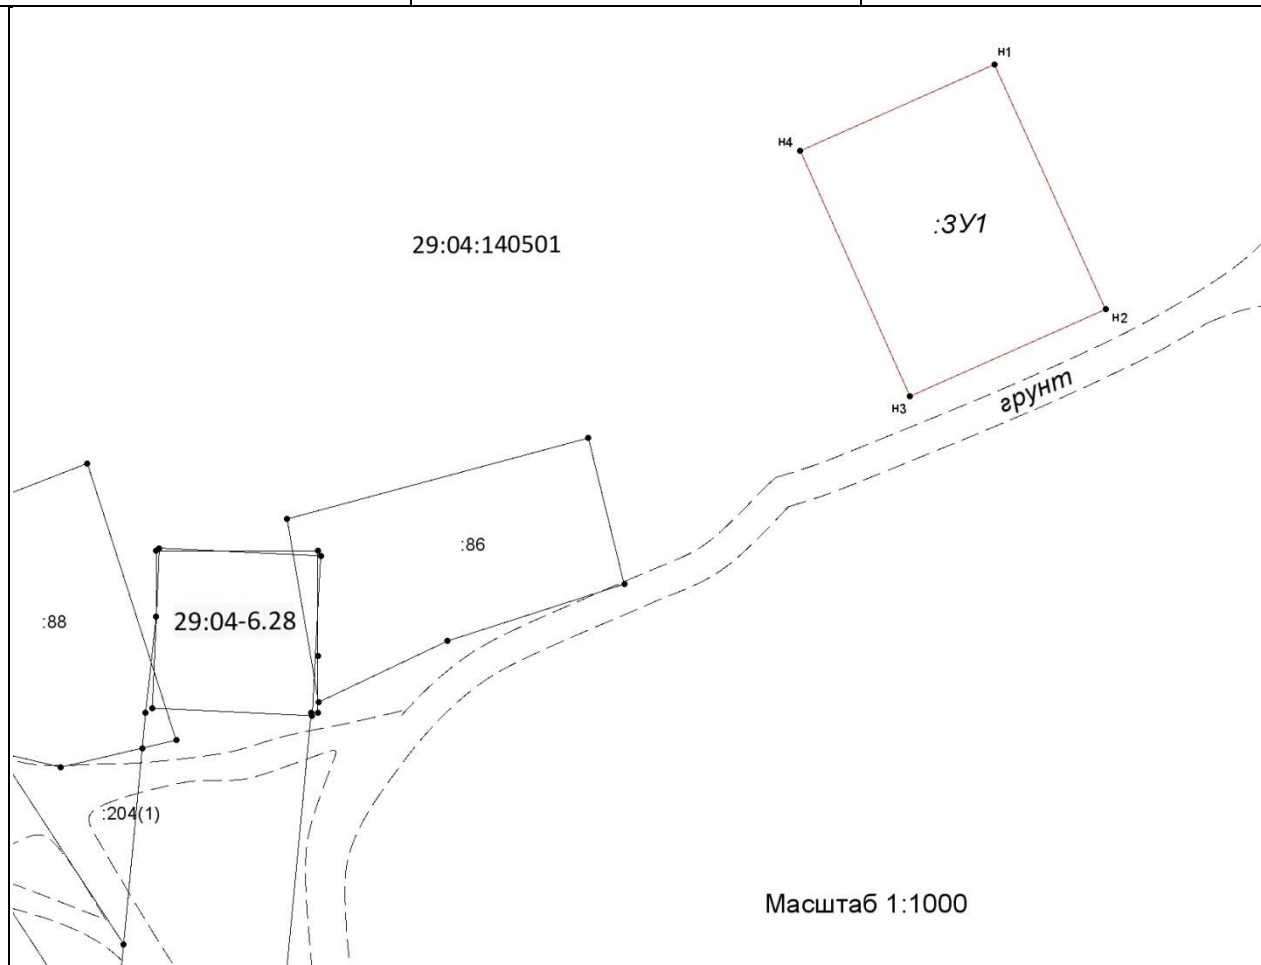 н1
н4
:ЗУ1
29:04:140501
н2
грунт
н3
:86
29:04-6.28
:88
:204(1)
Масштаб 1:1000